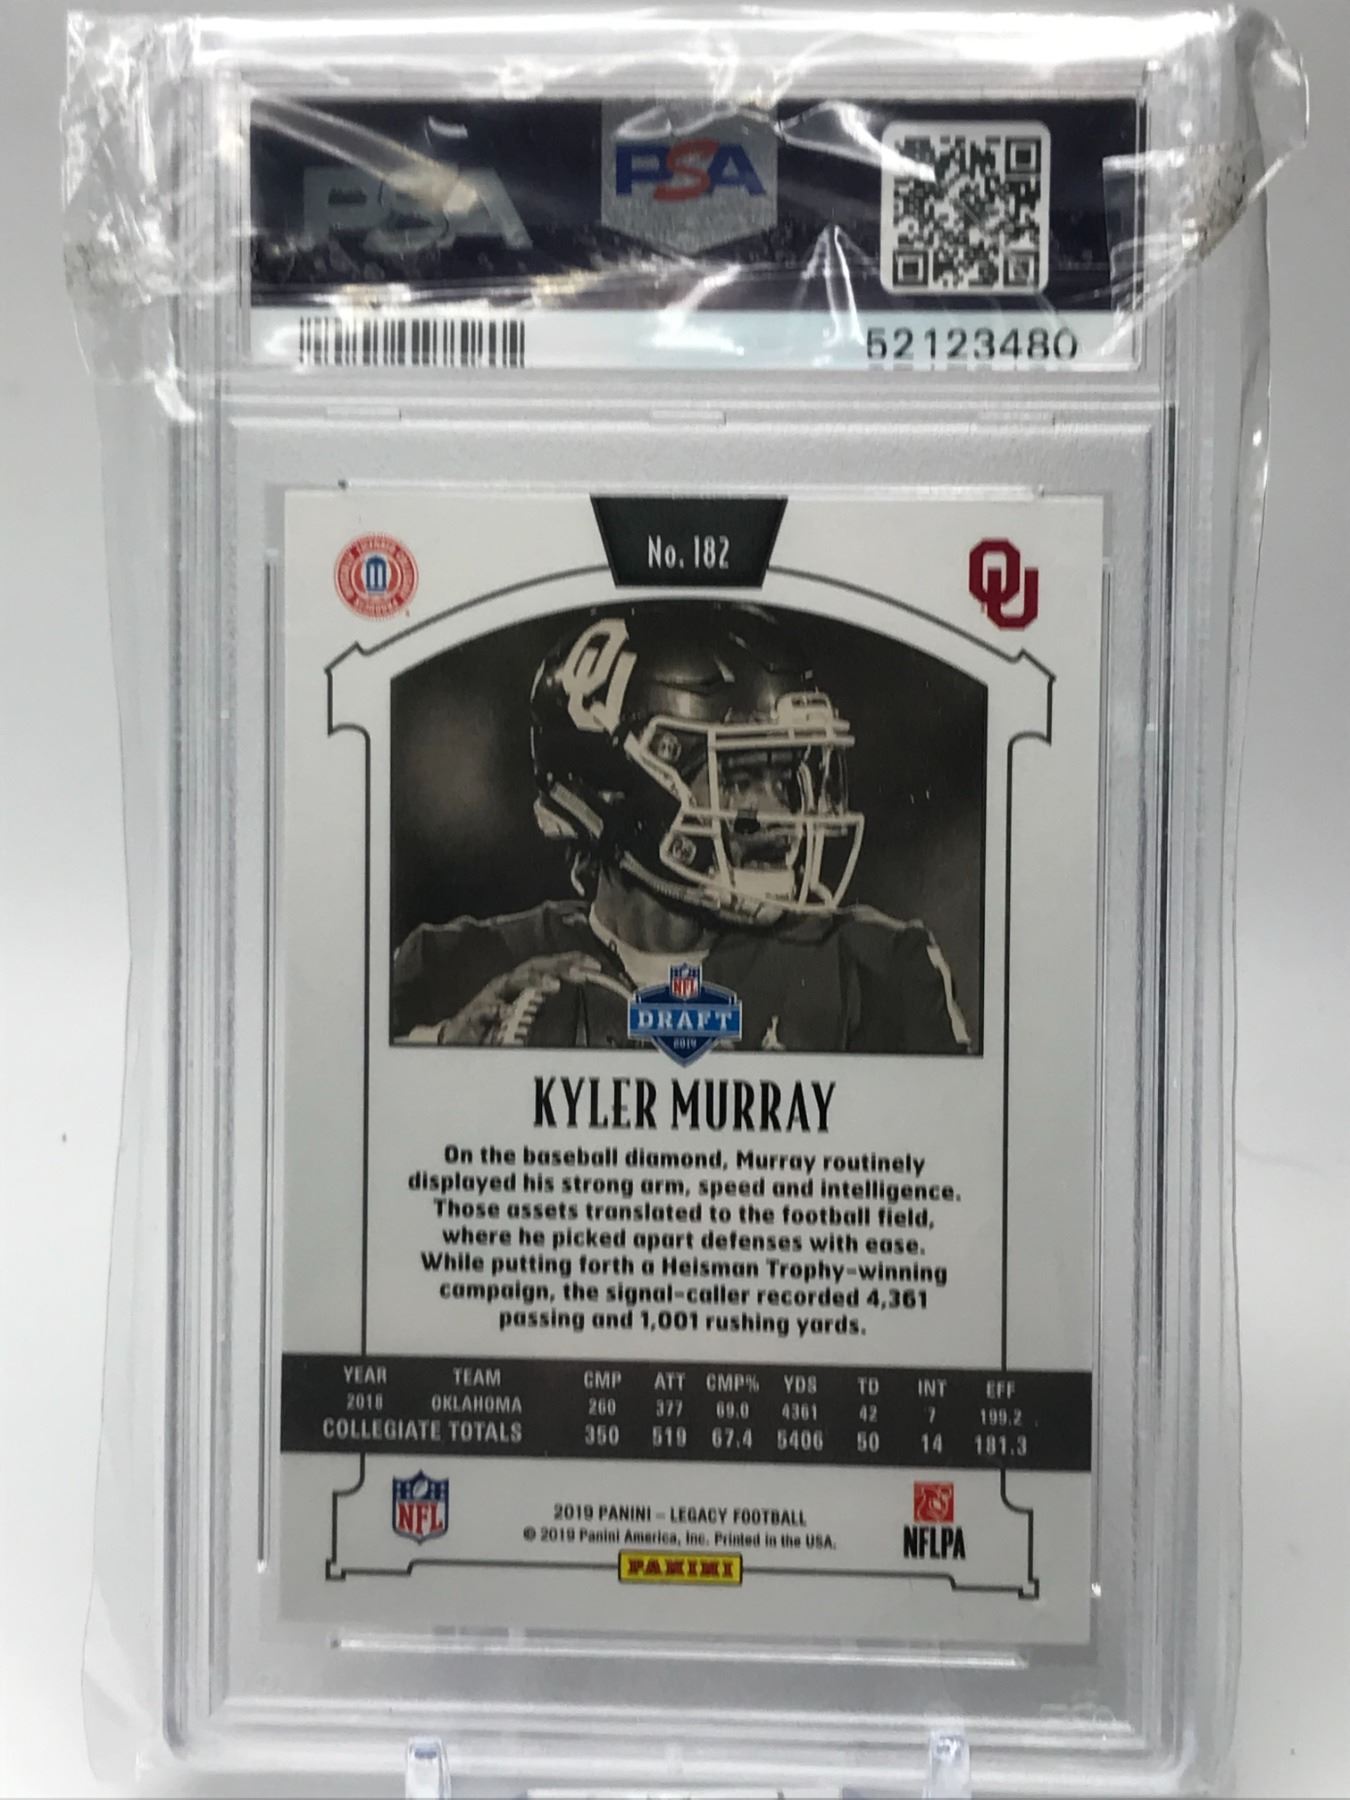 PSA
PSA
52123480
No. 182
OU
OU
NFL
DRAFT
2019
KYLER MURRAY
On the baseball diamond, Murray routinely
displayed his strong arm, speed and intelligence.
Those assets translated to the football field,
where he picked apart defenses with ease.
While putting forth a Heisman Trophy-winning
campaign, the signal-caller recorded 4,361
passing and 1,001 rushing yards.
YEAR TEAM CMP ATT CMP% YDS TD INT EFF
2018 OKLAHOMA 260 377 69.0 4361 42 7 199.2
COLLEGIATE TOTALS 350 519 67.4 5406 50 14 181.3
NFL
2019 PANINI – LEGACY FOOTBALL
© 2019 Panini America, Inc. Printed in the USA.
PANINI
NFLPA